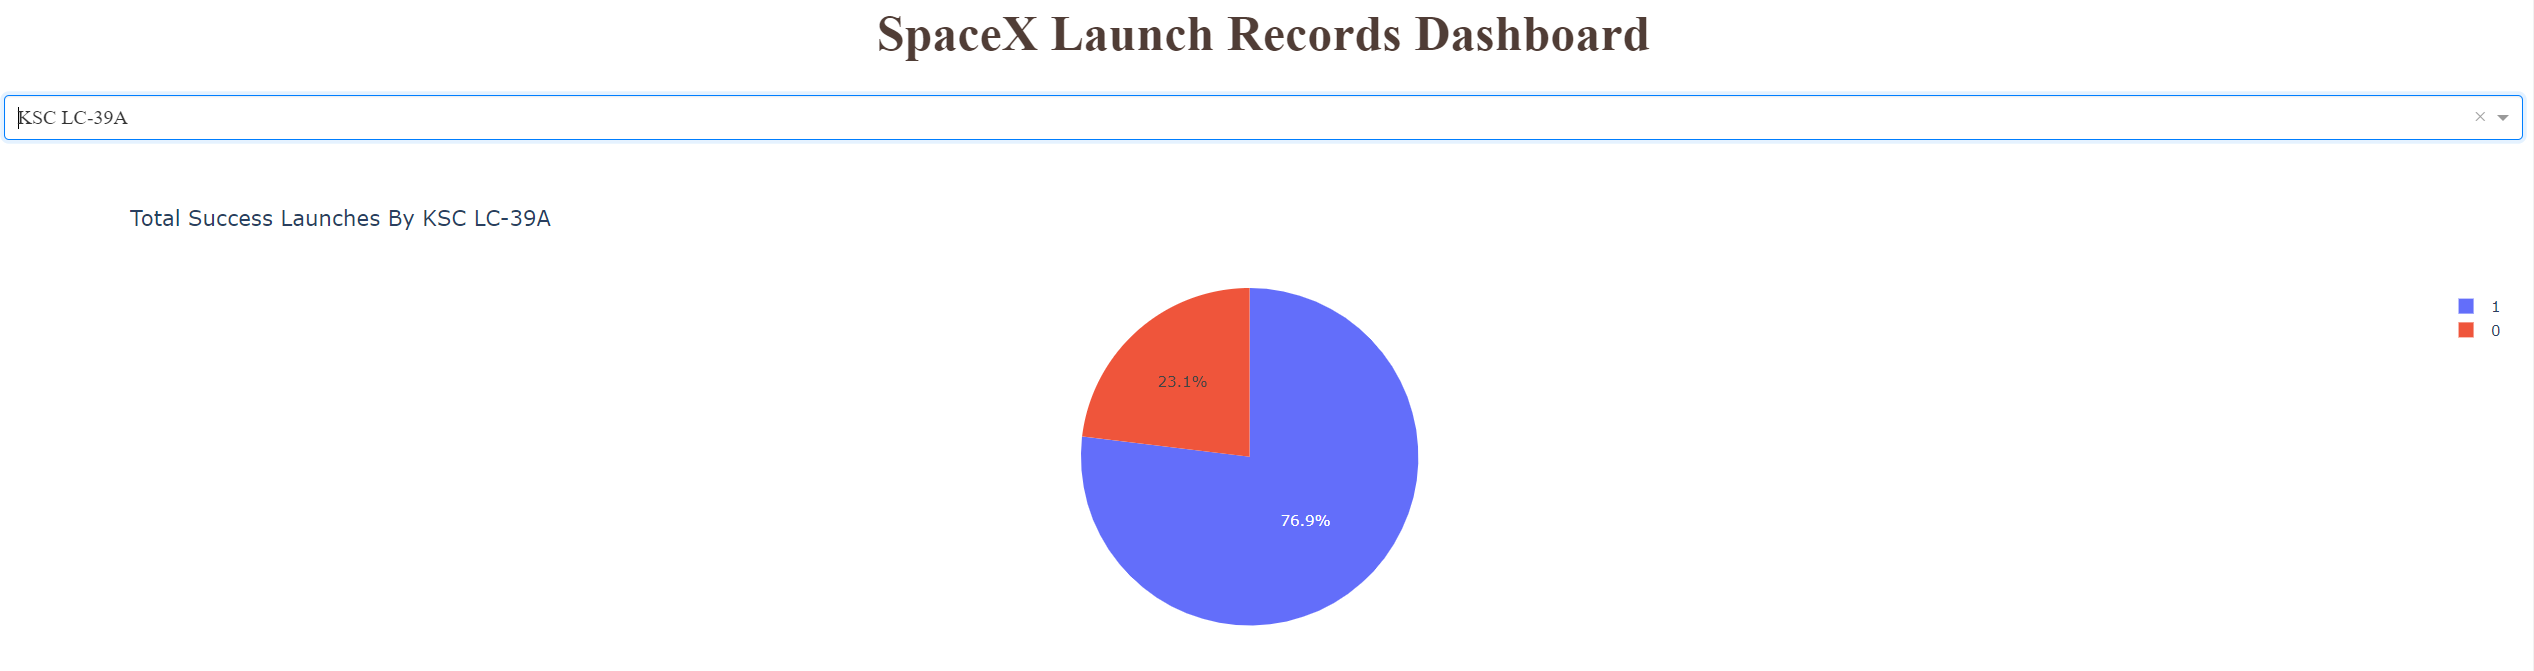 SpaceX Launch Records Dashboard
KSC LC-39A
Total Success Launches By KSC LC-39A
1
0
23.1%
76.9%